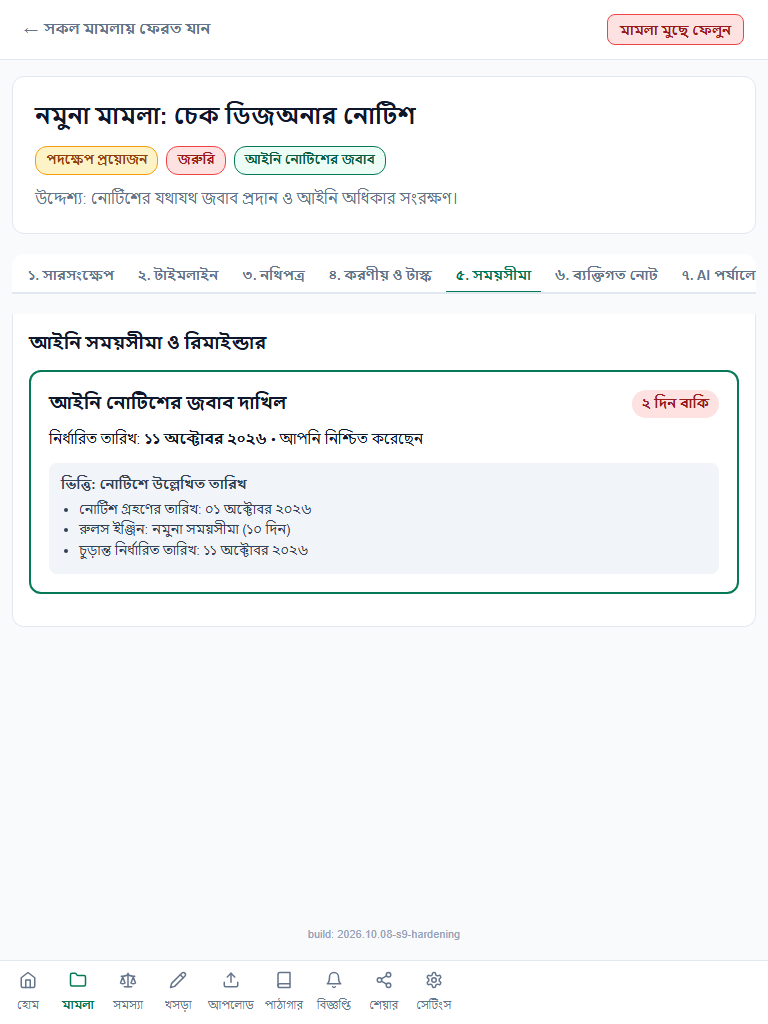 ← সকল মামলায় ফেরত যান
মামলা মুছে ফেলুন
নমুনা মামলা: চেক ডিজঅনার নোটিশ
পদক্ষেপ প্রয়োজন
জরুরি
আইনি নোটিশের জবাব
উদ্দেশ্য: নোটিশের যথাযথ জবাব প্রদান ও আইনি অধিকার সংরক্ষণ।
১. সারসংক্ষেপ
২. টাইমলাইন
৩. নথিপত্র
৪. করণীয় ও টাস্ক
৫. সময়সীমা
৬. ব্যক্তিগত নোট
৭. AI পর্যালে
আইনি সময়সীমা ও রিমাইন্ডার
আইনি নোটিশের জবাব দাখিল
২ দিন বাকি
নির্ধারিত তারিখ: ১১ অক্টোবর ২০২৬ • আপনি নিশ্চিত করেছেন
ভিত্তি: নোটিশে উল্লেখিত তারিখ
• নোটিশ গ্রহণের তারিখ: ০১ অক্টোবর ২০২৬
• রুলস ইঞ্জিন: নমুনা সময়সীমা (১০ দিন)
• চূড়ান্ত নির্ধারিত তারিখ: ১১ অক্টোবর ২০২৬
build: 2026.10.08-s9-hardening
হোম
মামলা
সমস্যা
খসড়া
আপলোড
পাঠাগার
বিজ্ঞপ্তি
শেয়ার
সেটিংস